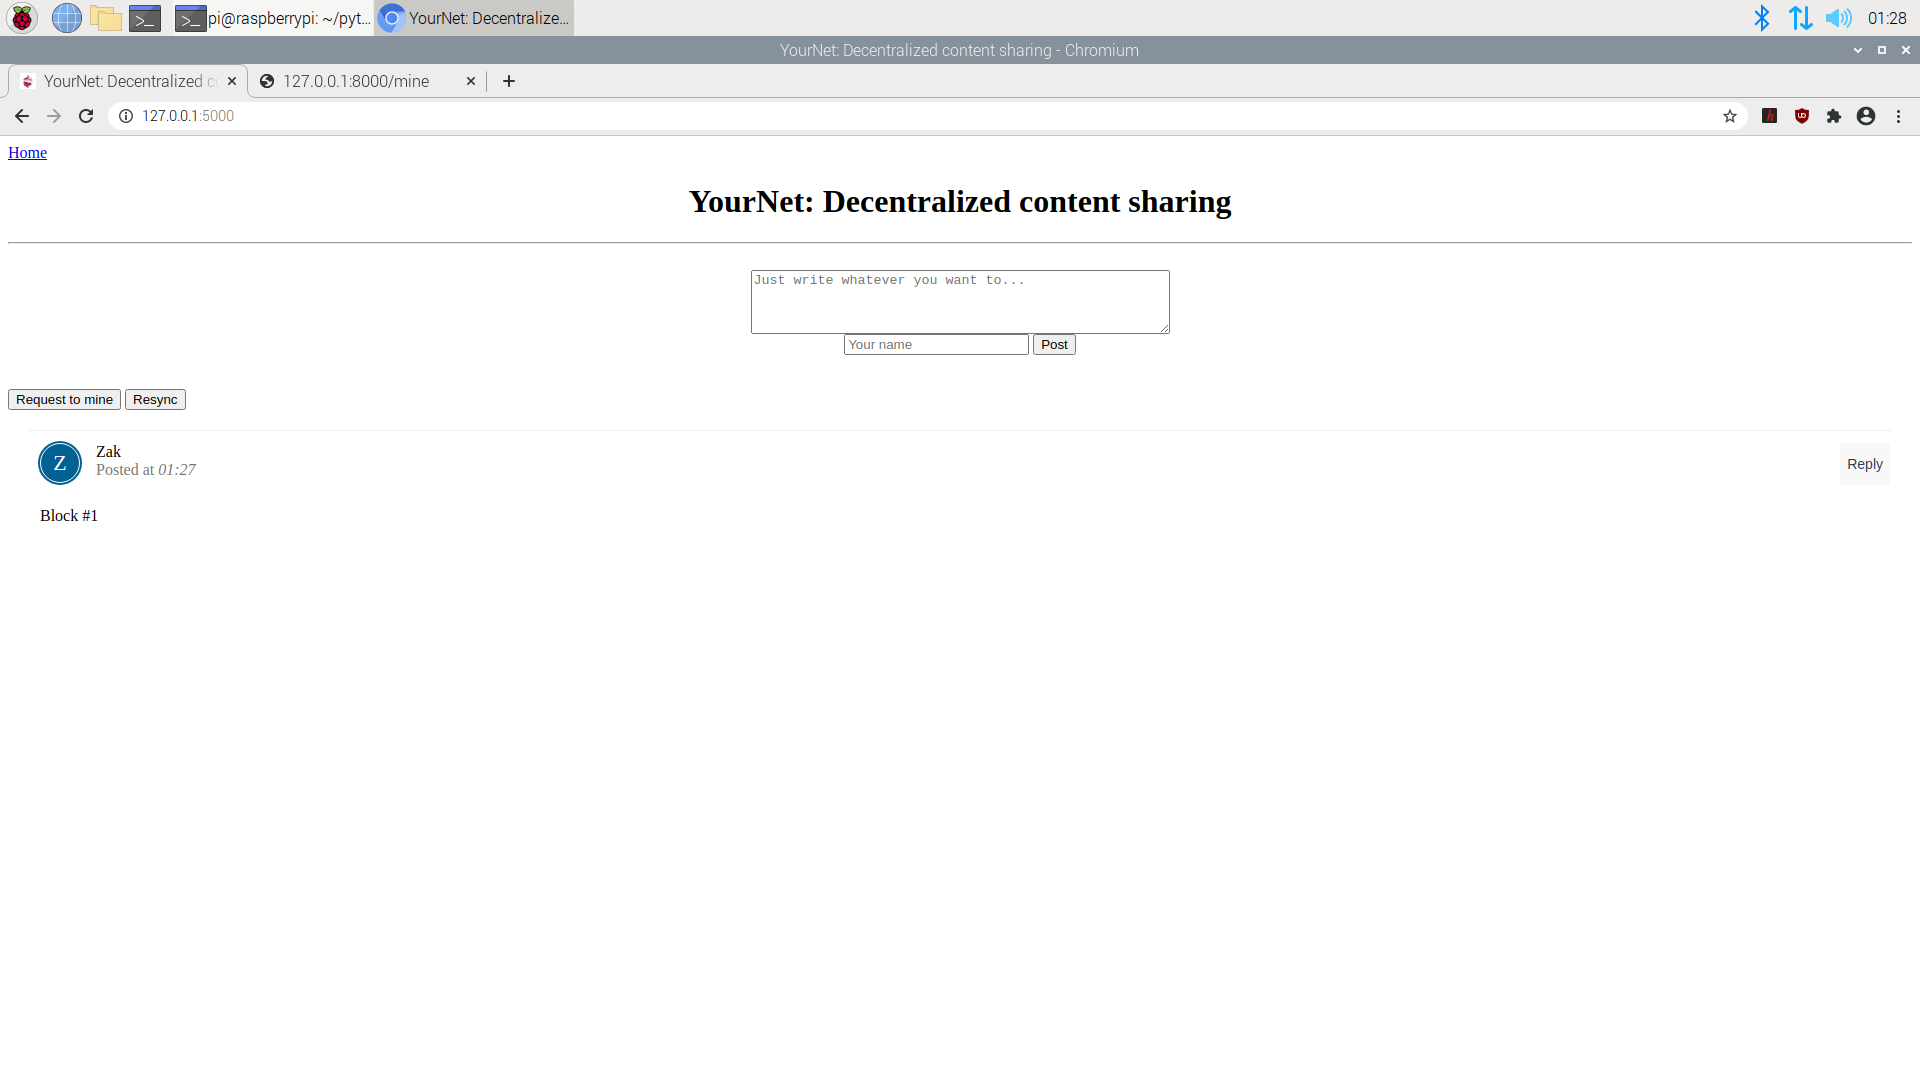 pi@raspberrypi: ~/pyt...
YourNet: Decentralize...
01:28
YourNet: Decentralized content sharing - Chromium
YourNet: Decentralized
127.0.0.1:8000/mine
127.0.0.1:5000
Home
YourNet: Decentralized content sharing
Just write whatever you want to...
Your name
Post
Request to mine
Resync
Z
Zak
Posted at 01:27
Reply
Block #1